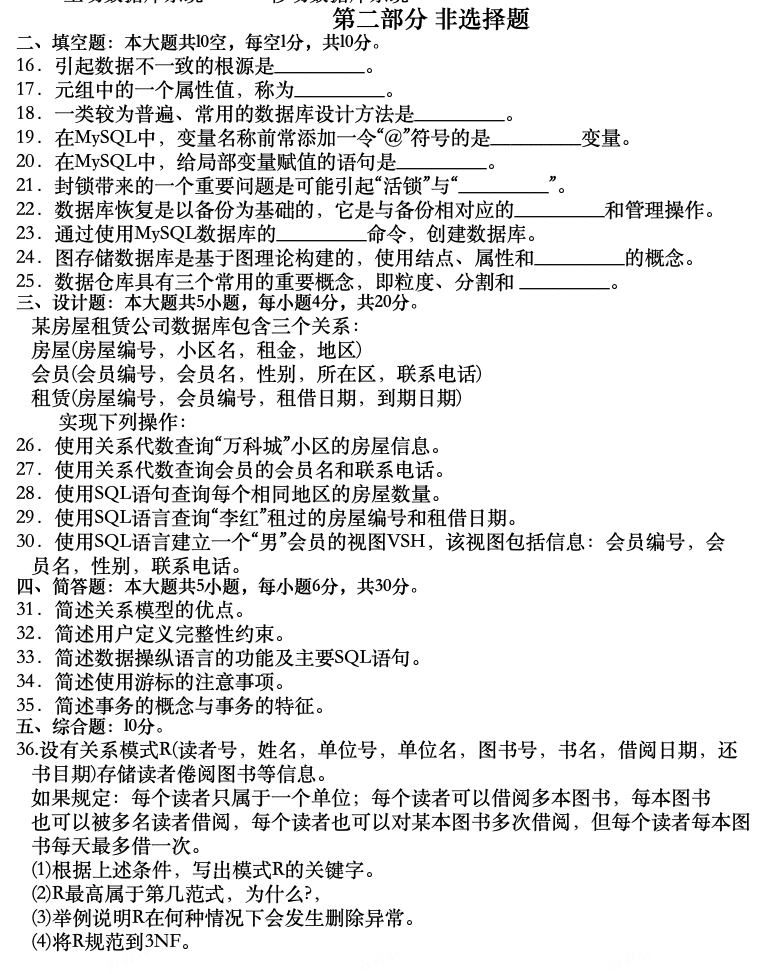 第二部分 非选择题
二、填空题：本大题共l0空，每空l分，共l0分。
16．引起数据不一致的根源是_________。
17．元组中的一个属性值，称为_________。
18．一类较为普遍、常用的数据库设计方法是_________。
19．在MySQL中，变量名称前常添加一令“@”符号的是_________变量。
20．在MySQL中，给局部变量赋值的语句是_________。
21．封锁带来的一个重要问题是可能引起“活锁”与“_________”。
22．数据库恢复是以备份为基础的，它是与备份相对应的_________和管理操作。
23．通过使用MySQL数据库的_________命令，创建数据库。
24．图存储数据库是基于图理论构建的，使用结点、属性和_________的概念。
25．数据仓库具有三个常用的重要概念，即粒度、分割和 _________。
三、设计题：本大题共5小题，每小题4分，共20分。
某房屋租赁公司数据库包含三个关系：
房屋(房屋编号，小区名，租金，地区)
会员(会员编号，会员名，性别，所在区，联系电话)
租赁(房屋编号，会员编号，租借日期，到期日期)
实现下列操作：
26．使用关系代数查询“万科城”小区的房屋信息。
27．使用关系代数查询会员的会员名和联系电话。
28．使用SQL语句查询每个相同地区的房屋数量。
29．使用SQL语言查询“李红”租过的房屋编号和租借日期。
30．使用SQL语言建立一个“男”会员的视图VSH，该视图包括信息：会员编号，会
员名，性别，联系电话。
四、简答题：本大题共5小题，每小题6分，共30分。
31．简述关系模型的优点。
32．简述用户定义完整性约束。
33．简述数据操纵语言的功能及主要SQL语句。
34．简述使用游标的注意事项。
35．简述事务的概念与事务的特征。
五、综合题：l0分。
36.设有关系模式R(读者号，姓名，单位号，单位名，图书号，书名，借阅日期，还
书目期)存储读者倦阅图书等信息。
如果规定：每个读者只属于一个单位；每个读者可以借阅多本图书，每本图书
也可以被多名读者借阅，每个读者也可以对某本图书多次借阅，但每个读者每本图
书每天最多借一次。
(1)根据上述条件，写出模式R的关键字。
(2)R最高属于第几范式，为什么?，
(3)举例说明R在何种情况下会发生删除异常。
(4)将R规范到3NF。